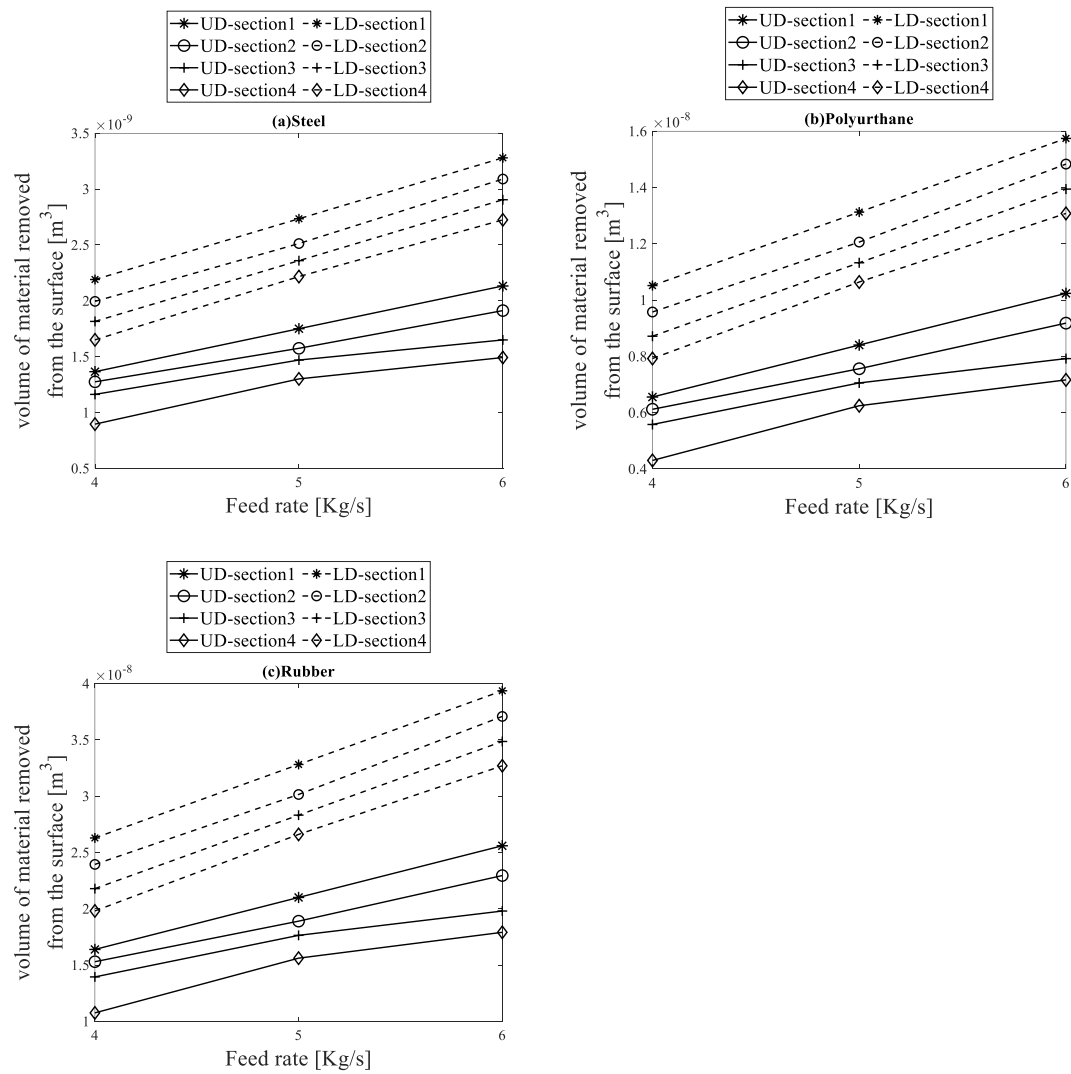 UD-section1 LD-section1
UD-section2 LD-section2
UD-section3 LD-section3
UD-section4 LD-section4
×10-9
(a)Steel
3.5
3
2.5
2
1.5
1
0.5
volume of material removed
from the surface [m3]
4 5 6
Feed rate [Kg/s]
UD-section1 LD-section1
UD-section2 LD-section2
UD-section3 LD-section3
UD-section4 LD-section4
×10-8
(b)Polyurthane
1.6
1.4
1.2
1
0.8
0.6
0.4
volume of material removed
from the surface [m3]
4 5 6
Feed rate [Kg/s]
UD-section1 LD-section1
UD-section2 LD-section2
UD-section3 LD-section3
UD-section4 LD-section4
×10-8
(c)Rubber
4
3.5
3
2.5
2
1.5
1
volume of material removed
from the surface [m3]
4 5 6
Feed rate [Kg/s]